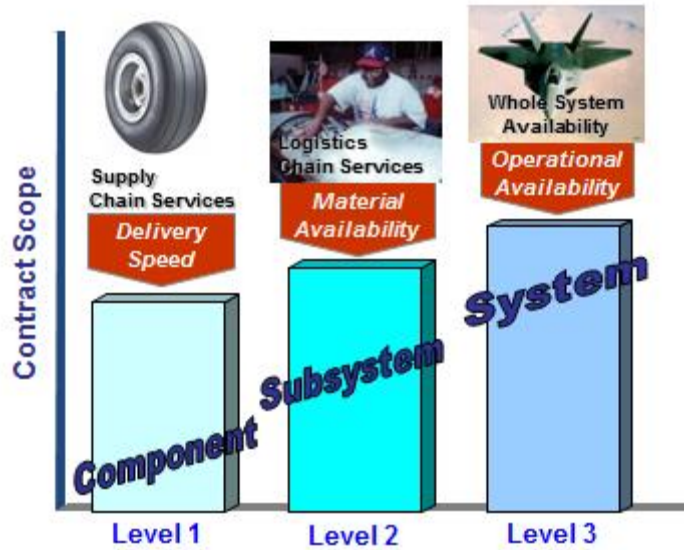 Contract Scope
Supply
Chain Services
Delivery
Speed
Component
Level 1
Logistics
Chain Services
Material
Availability
Subsystem
Level 2
Whole System
Availability
Operational
Availability
System
Level 3